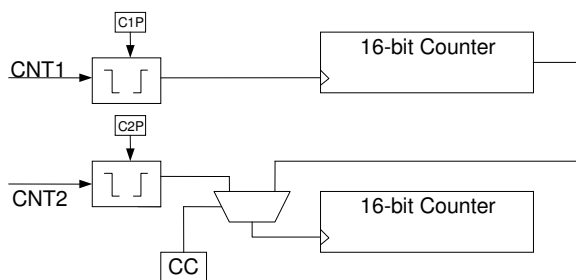 C1P
16-bit Counter
CNT1
C2P
CNT2
16-bit Counter
CC